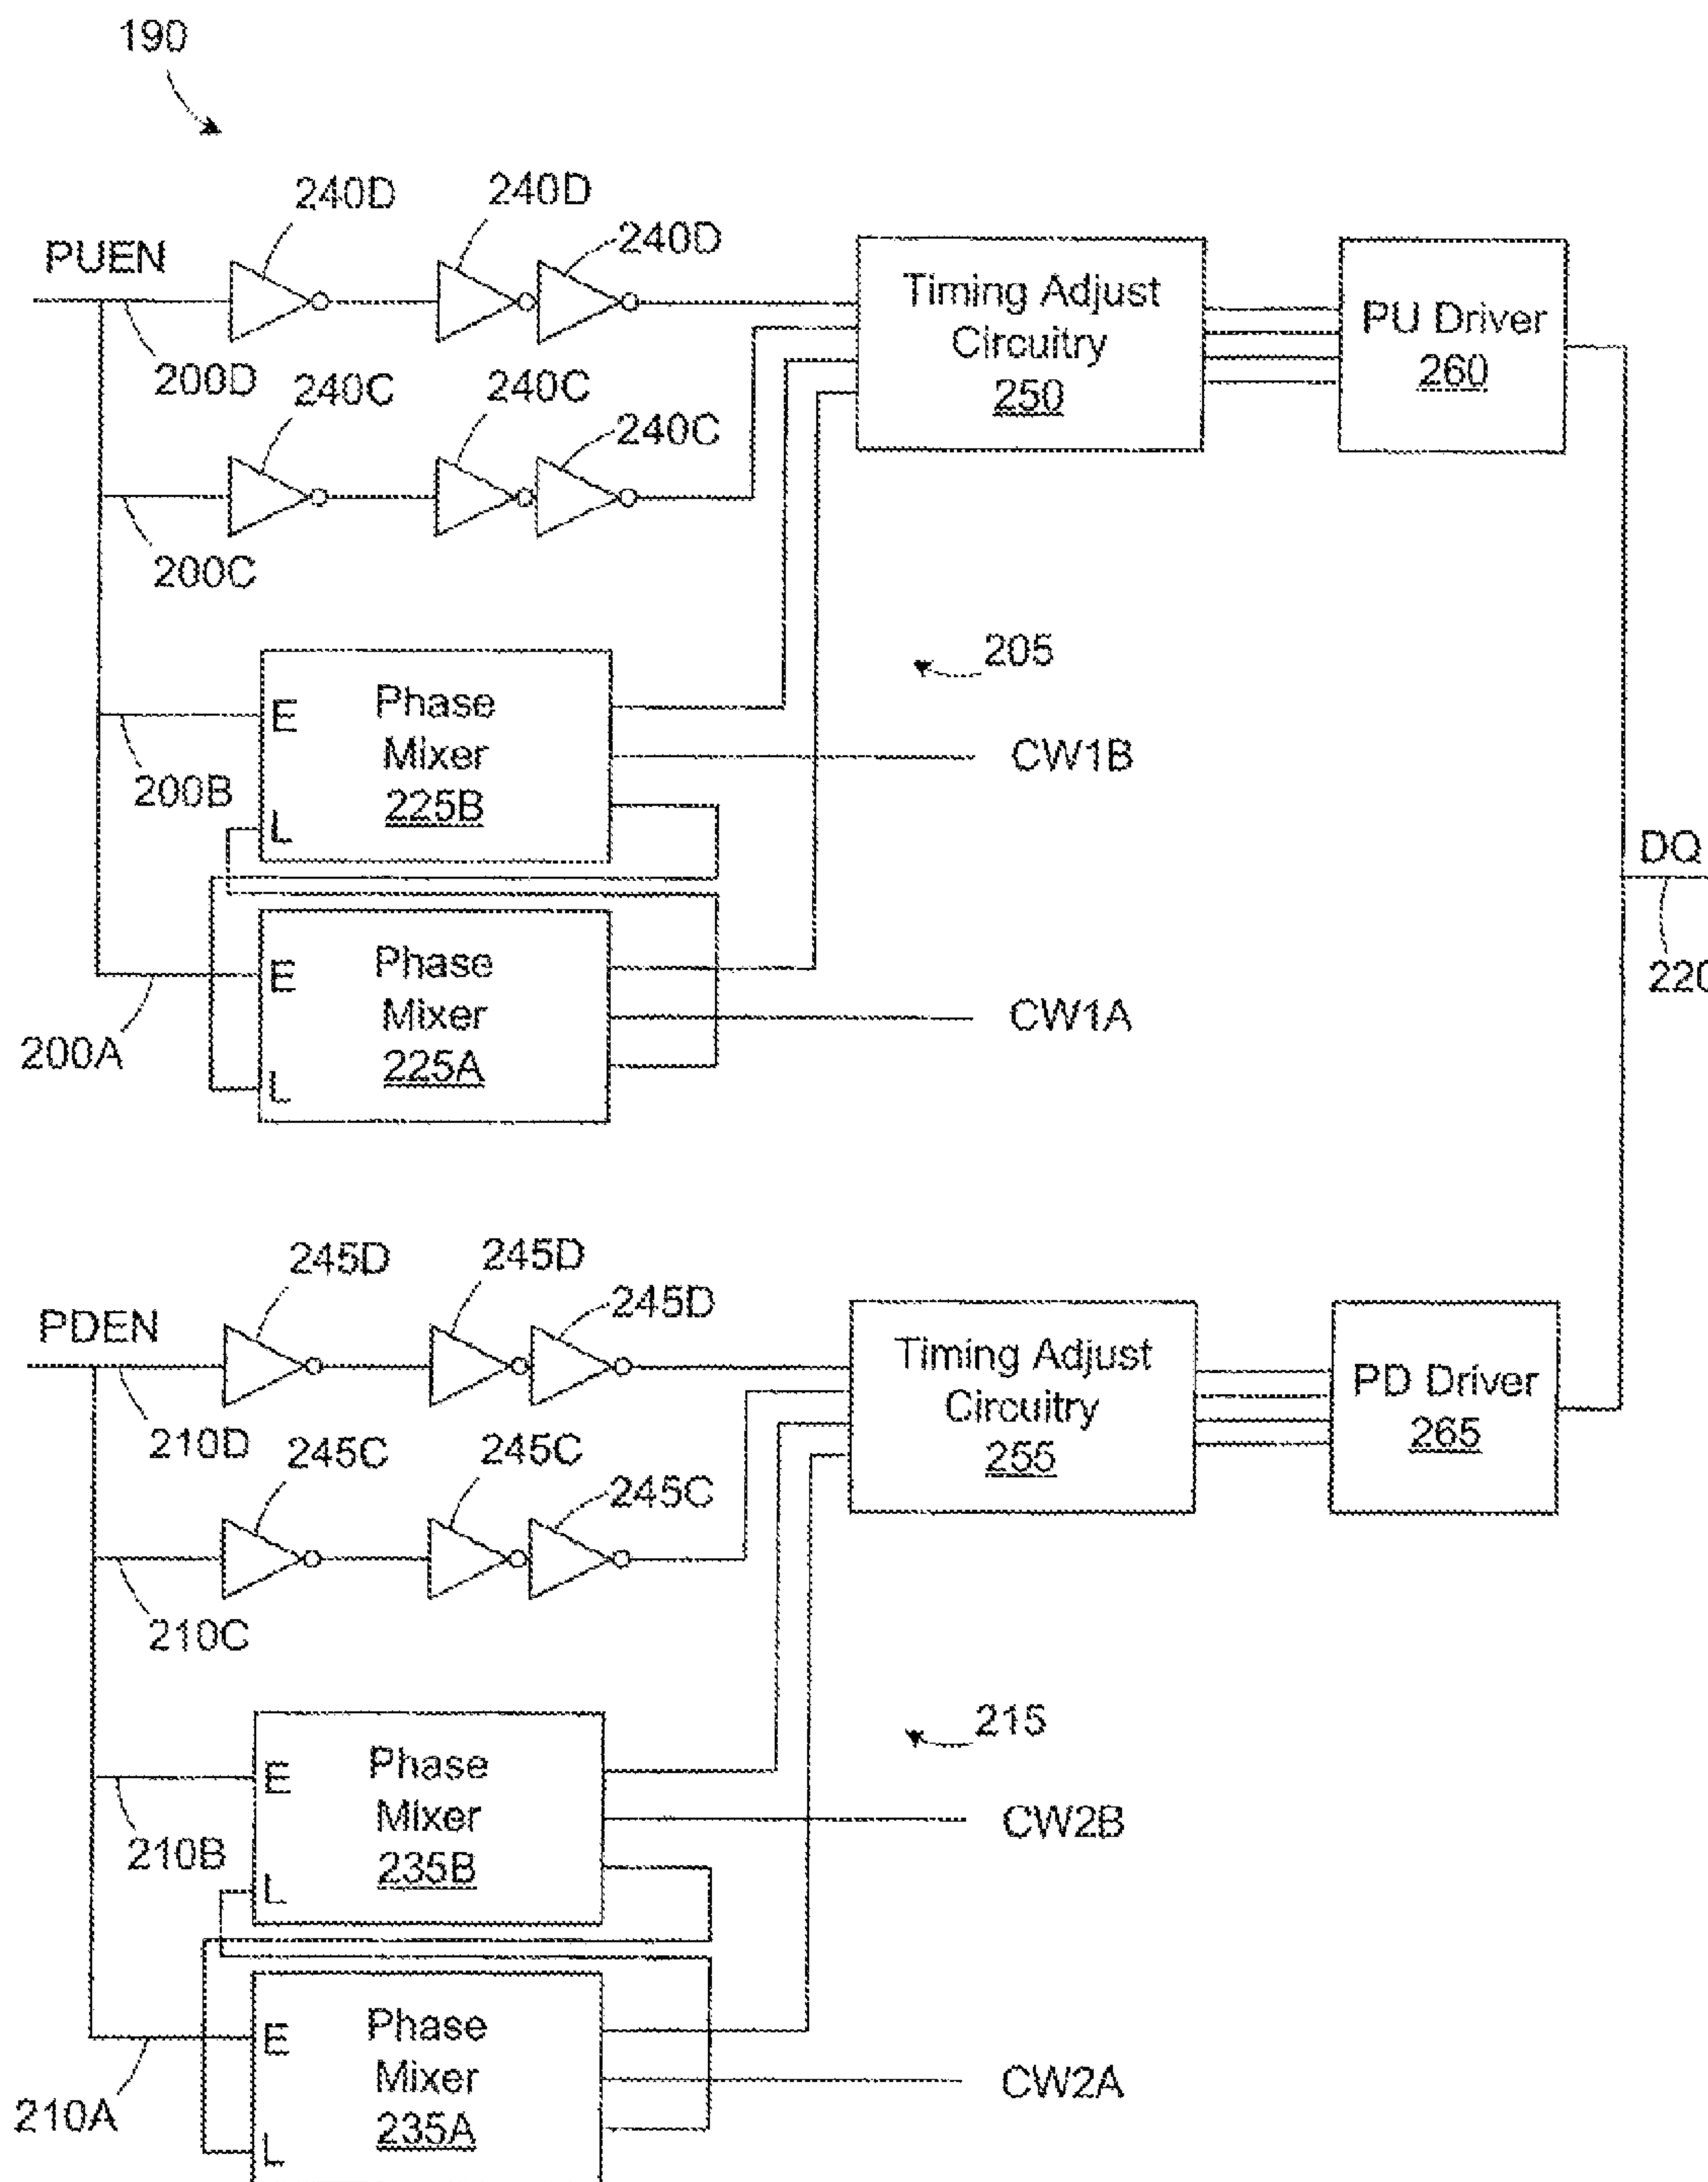 190
240D
240D
240D
PUEN
Timing Adjust
Circuitry
250
PU Driver
260
200D
240C
240C
240C
200C
205
E
Phase
Mixer
225B
L
CW1B
200B
DQ
220
E
Phase
Mixer
225A
L
CW1A
200A
245D
245D
245D
PDEN
Timing Adjust
Circuitry
255
PD Driver
265
210D
245C
245C
245C
210C
215
E
Phase
Mixer
235B
L
CW2B
210B
E
Phase
Mixer
235A
L
CW2A
210A